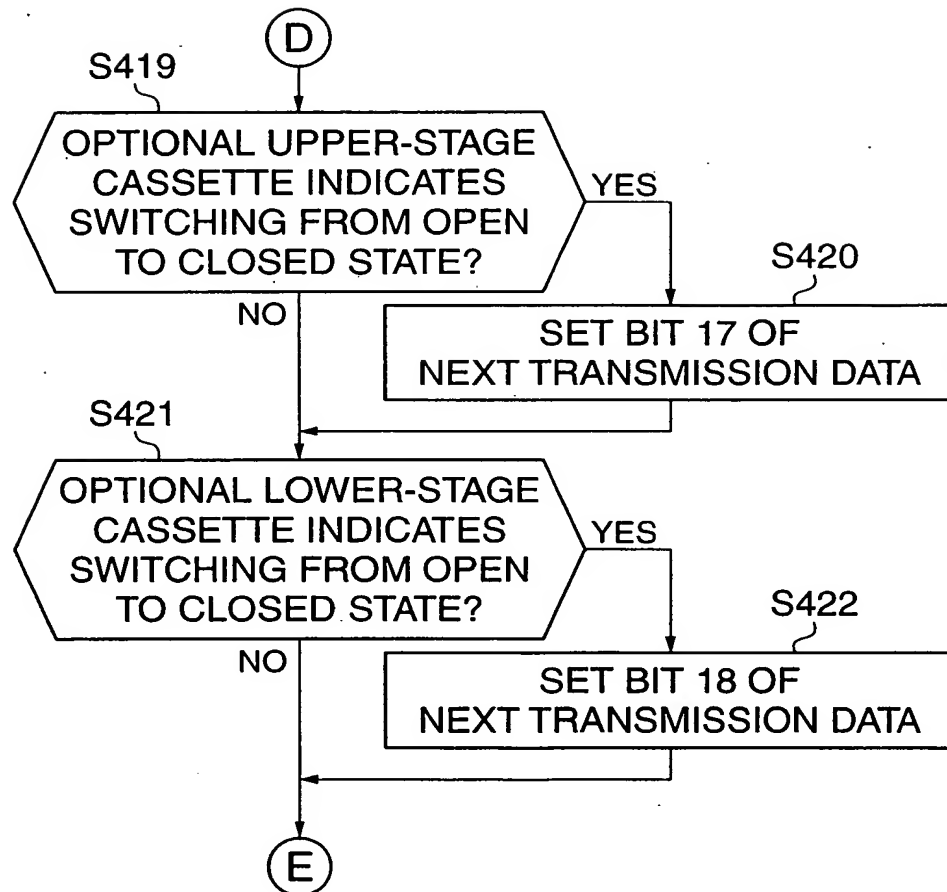 D
S419
OPTIONAL UPPER-STAGE
CASSETTE INDICATES
SWITCHING FROM OPEN
TO CLOSED STATE?
YES
NO
S420
SET BIT 17 OF
NEXT TRANSMISSION DATA
S421
OPTIONAL LOWER-STAGE
CASSETTE INDICATES
SWITCHING FROM OPEN
TO CLOSED STATE?
YES
NO
S422
SET BIT 18 OF
NEXT TRANSMISSION DATA
E